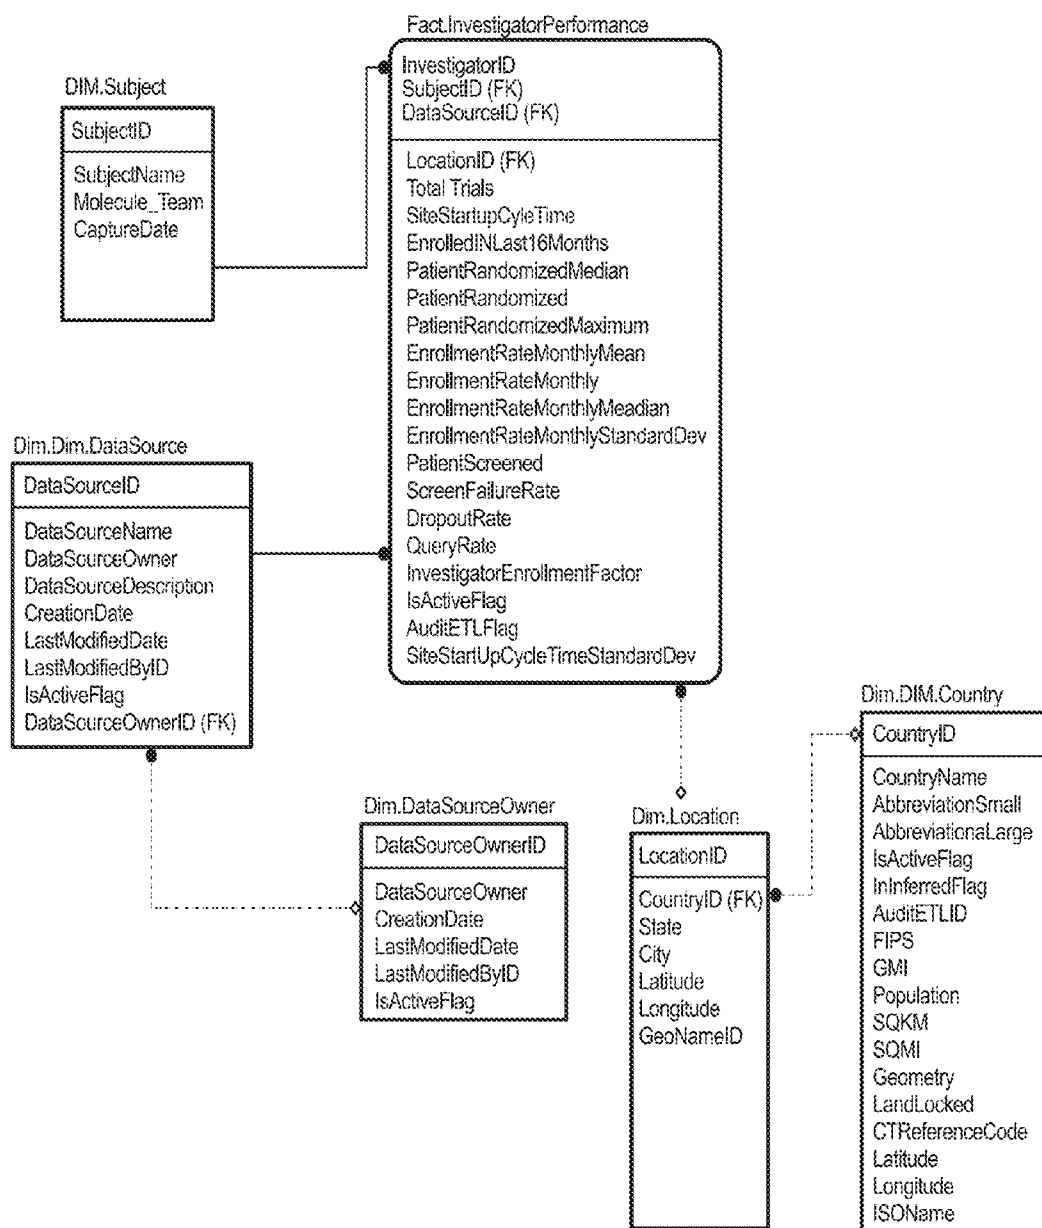 Fact.InvestigatorPerformance
InvestigatorID
SubjectID (FK)
DataSourceID (FK)
LocationID (FK)
Total Trials
SiteStartupCyleTime
EnrolledINLast16Months
PatientRandomizedMedian
PatientRandomized
PatientRandomizedMaximum
EnrollmentRateMonthlyMean
EnrollmentRateMonthly
EnrollmentRateMonthlyMeadian
EnrollmentRateMonthlyStandardDev
PatientScreened
ScreenFailureRate
DropoutRate
QueryRate
InvestigatorEnrollmentFactor
IsActiveFlag
AuditETLFlag
SiteStartUpCycleTimeStandardDev
DIM.Subject
SubjectID
SubjectName
Molecule_Team
CaptureDate
Dim.Dim.DataSource
DataSourceID
DataSourceName
DataSourceOwner
DataSourceDescription
CreationDate
LastModifiedDate
LastModifiedByID
IsActiveFlag
DataSourceOwnerID (FK)
Dim.DataSourceOwner
DataSourceOwnerID
DataSourceOwner
CreationDate
LastModifiedDate
LastModifiedByID
IsActiveFlag
Dim.Location
LocationID
CountryID (FK)
State
City
Latitude
Longitude
GeoNameID
Dim.DIM.Country
CountryID
CountryName
AbbreviationSmall
AbbreviationaLarge
IsActiveFlag
InInferredFlag
AuditETLID
FIPS
GMI
Population
SQKM
SQMI
Geometry
LandLocked
CTReferenceCode
Latitude
Longitude
ISOName